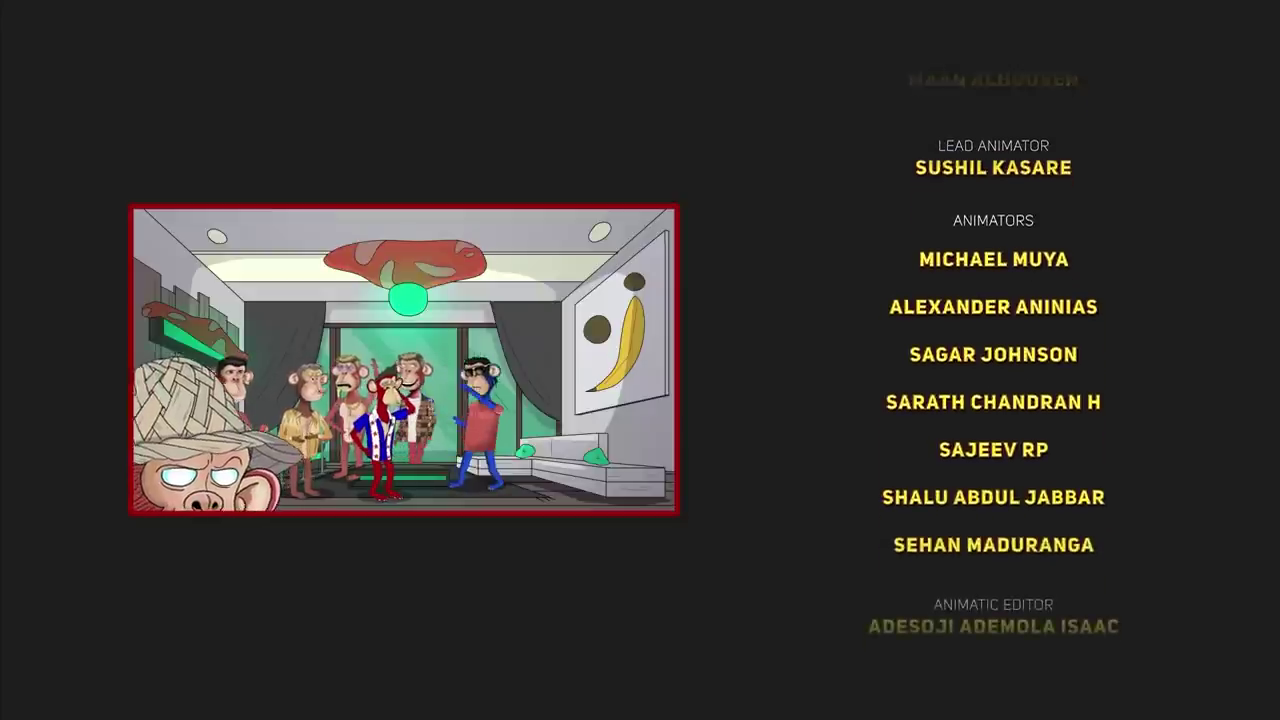 LEAD ANIMATOR
SUSHIL KASARE
ANIMATORS
MICHAEL MUYA
ALEXANDER ANINIAS
SAGAR JOHNSON
SARATH CHANDRAN H
SAJEEV RP
SHALU ABDUL JABBAR
SEHAN MADURANGA
ANIMATIC EDITOR
ADESOJI ADEMOLA ISAAC